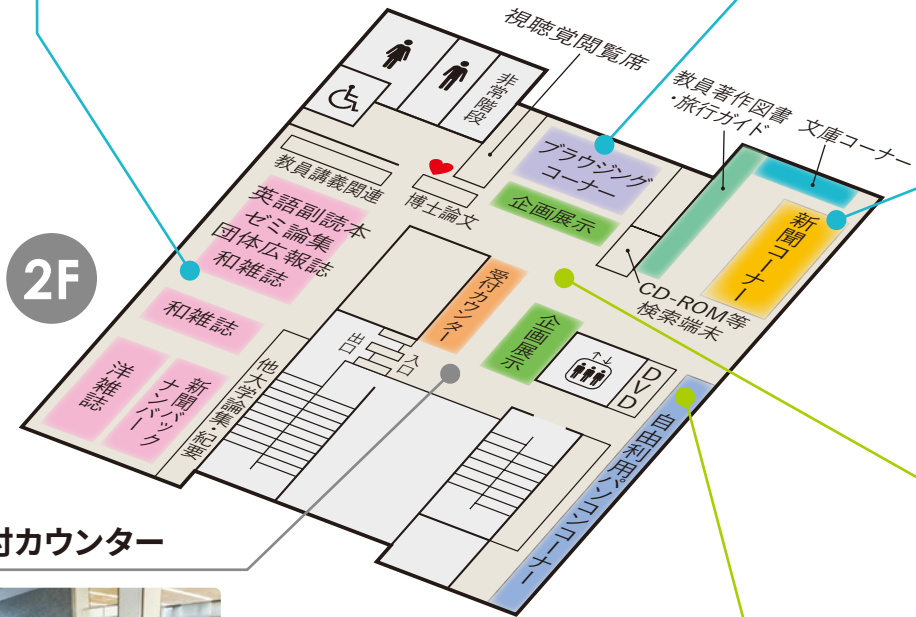 視聴覚閲覧席
教員著作図書
・旅行ガイド
文庫コーナー
非常階段
ブラウジング
コーナー
企画展示
教員講義関連
博士論文
英語副読本
ゼミ論集
団体広報誌
和雑誌
新聞コーナー
2F
CD-ROM等
検索端末
受付カウンター
企画展示
和雑誌
出口
入口
DVD
洋雑誌
新聞バック
ナンバー
他大学論集・紀要
自由利用パソコンコーナー
付カウンター